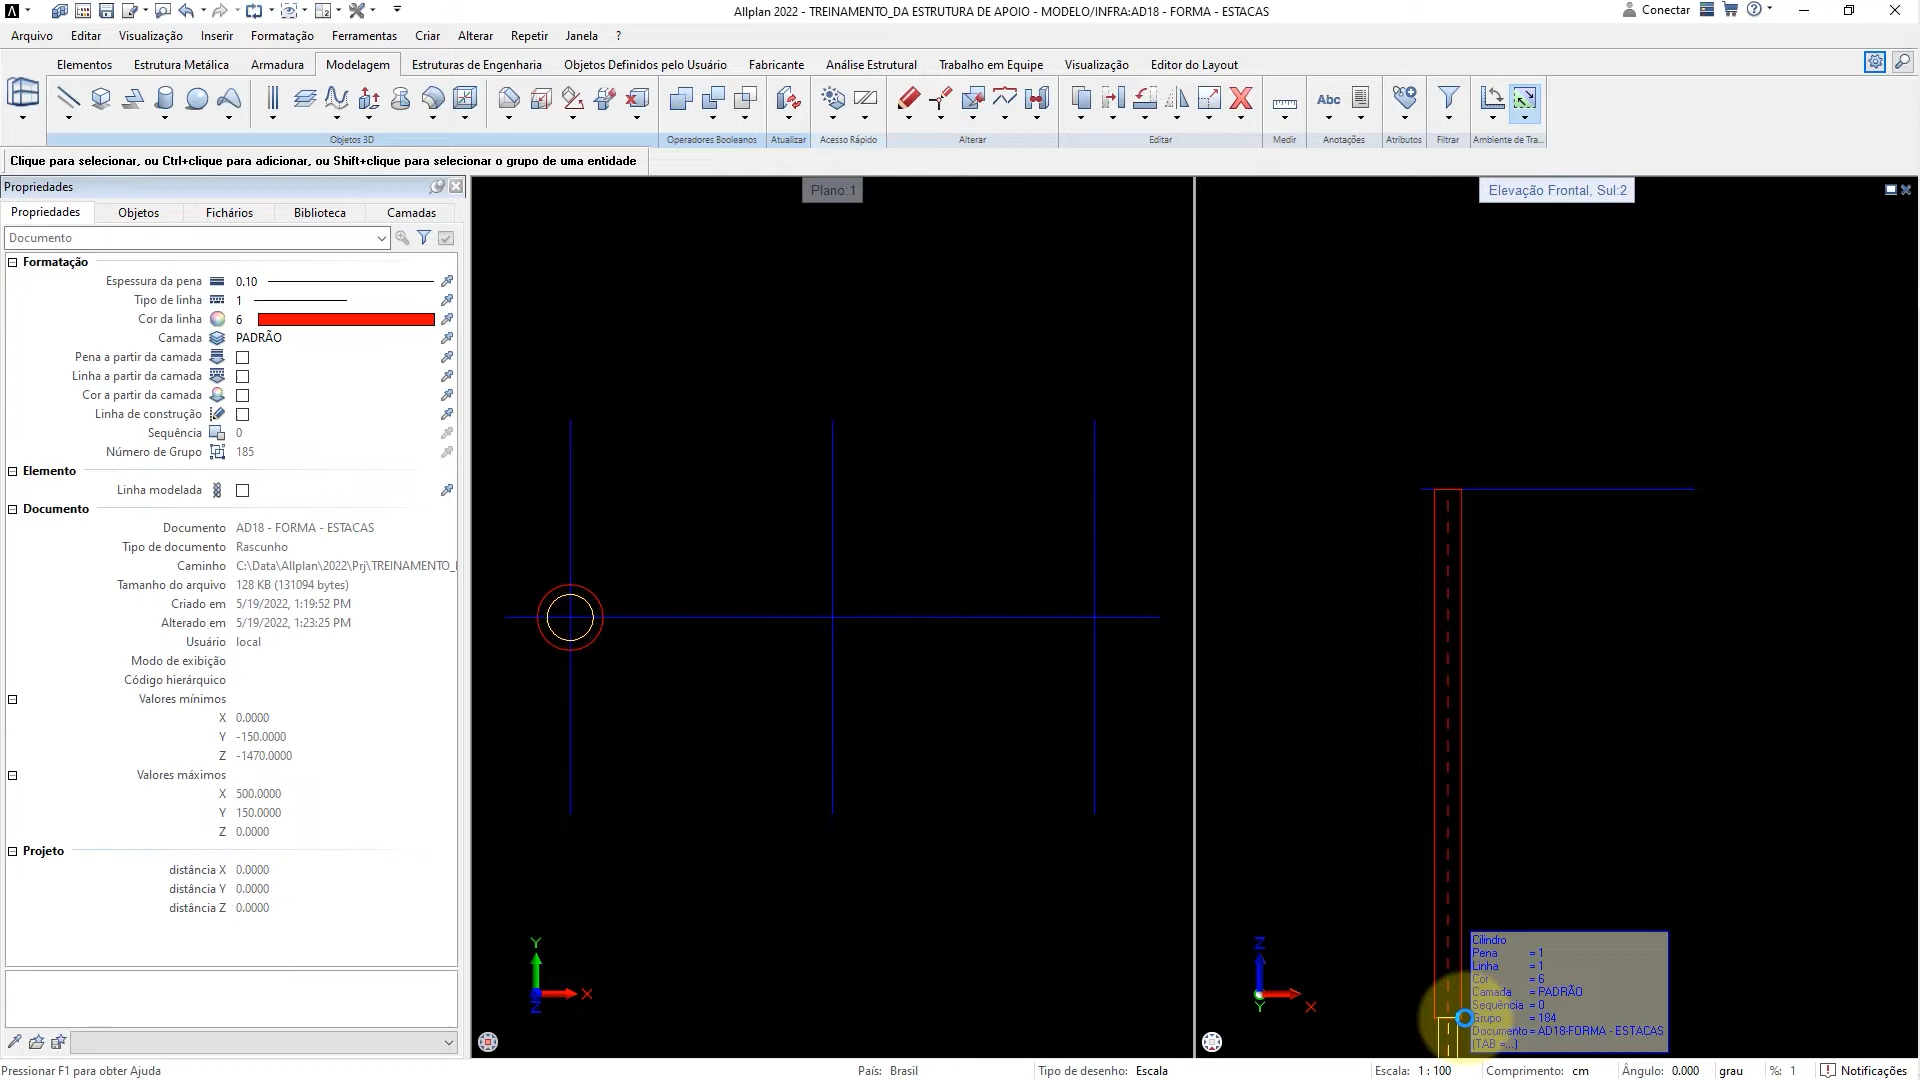 Allplan 2022 - TREINAMENTO_DA ESTRUTURA DE APOIO - MODELO/INFRA:AD18 - FORMA - ESTACAS
Conectar
Arquivo Editar Visualização Inserir Formatação Ferramentas Criar Alterar Repetir Janela ?
Elementos Estrutura Metálica Armadura Modelagem Estruturas de Engenharia Objetos Definidos pelo Usuário Fabricante Análise Estrutural Trabalho em Equipe Visualização Editor do Layout
Abc
Objetos 3D Operadores Booleanos Atualizar Acesso Rápido Alterar Editar Medir Anotações Atributos Filtrar Ambiente de Tra...
Clique para selecionar, ou Ctrl+clique para adicionar, ou Shift+clique para selecionar o grupo de uma entidade
Propriedades
Propriedades Objetos Fichários Biblioteca Camadas
Documento
Formatação
Espessura da pena 0.10
Tipo de linha 1
Cor da linha 6
Camada PADRÃO
Pena a partir da camada
Linha a partir da camada
Cor a partir da camada
Linha de construção
Sequência 0
Número de Grupo 185
Elemento
Linha modelada
Documento
Documento AD18 - FORMA - ESTACAS
Tipo de documento Rascunho
Caminho C:\Data\Allplan\2022\Prj\TREINAMENTO_
Tamanho do arquivo 128 KB (131094 bytes)
Criado em 5/19/2022, 1:19:52 PM
Alterado em 5/19/2022, 1:23:25 PM
Usuário local
Modo de exibição
Código hierárquico
Valores mínimos
X 0.0000
Y -150.0000
Z -1470.0000
Valores máximos
X 500.0000
Y 150.0000
Z 0.0000
Projeto
distância X 0.0000
distância Y 0.0000
distância Z 0.0000
Plano:1
Y
X
Z
Elevação Frontal, Sul:2
Z
X
Y
Cilindro
Pena = 1
Linha = 1
Cor = 6
Camada = PADRÃO
Sequência = 0
Grupo = 184
Documento = AD18-FORMA - ESTACAS
(TAB =...)
Pressionar F1 para obter Ajuda País: Brasil Tipo de desenho: Escala Escala: 1 : 100 Comprimento: cm Ângulo: 0.000 grau %: 1 Notificações